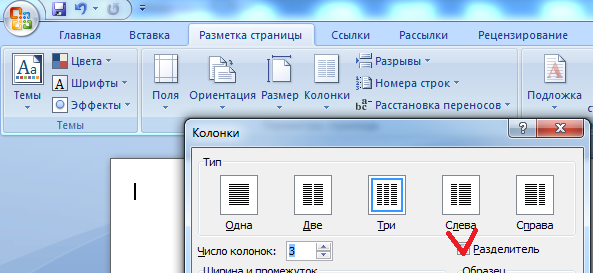 Главная Вставка Разметка страницы Ссылки Рассылки Рецензирование
Aa
Темы
Цвета
Шрифты
Эффекты
Темы
Поля
Ориентация
Размер
Колонки
Разрывы
Номера строк
Расстановка переносов
Подложка
Колонки
Тип
Одна Две Три Слева Справа
Число колонок: 3 Разделитель
Ширина и промежуток Образец